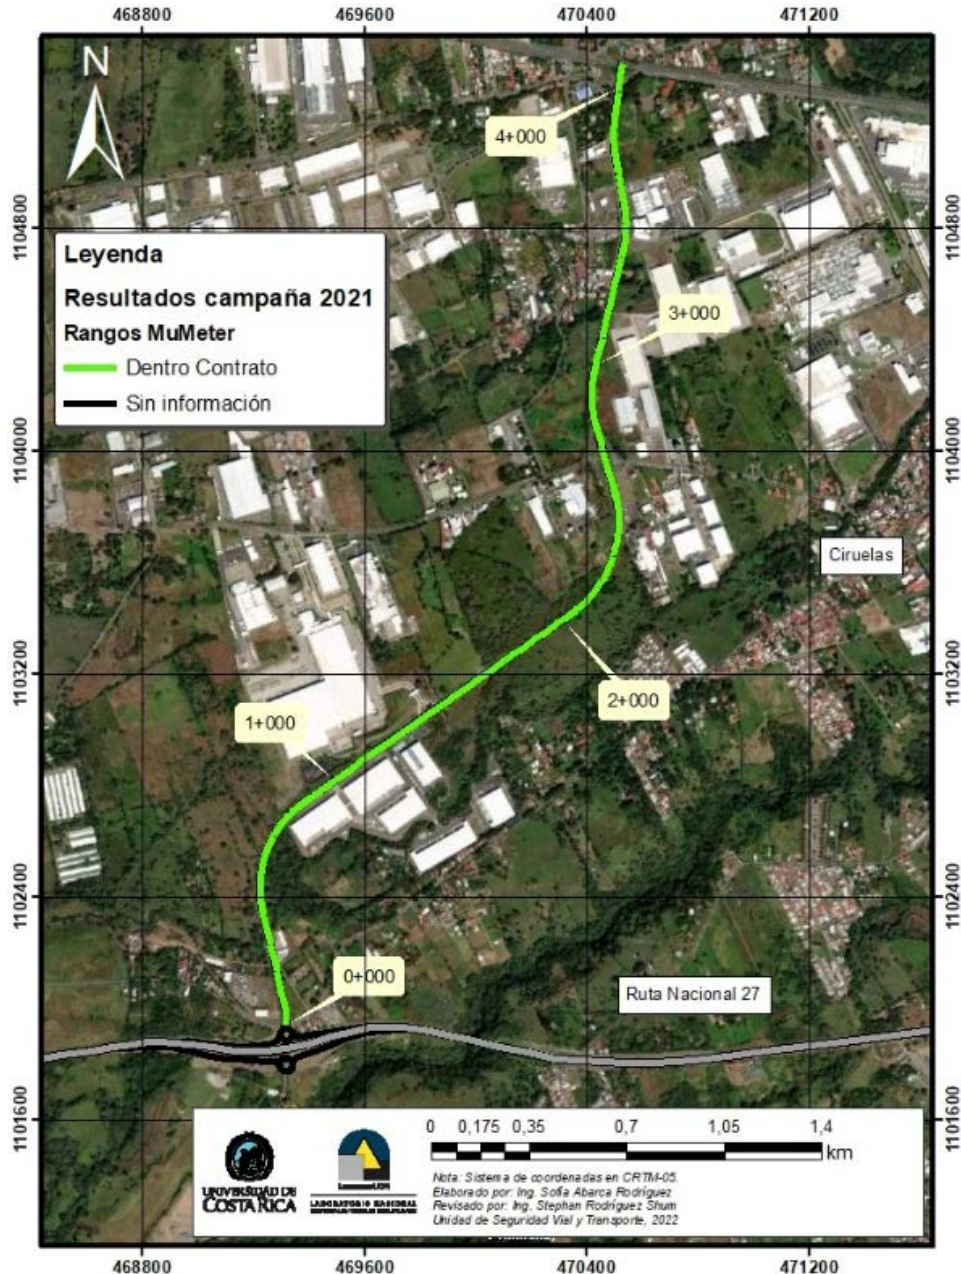 468800 469600 470400 471200
N
4+000
1104800
1104800
Leyenda
Resultados campaña 2021
Rangos MuMeter
Dentro Contrato
Sin información
3+000
1104000
1104000
Ciruelas
1103200
1103200
2+000
1+000
1102400
1102400
0+000
Ruta Nacional 27
1101600
1101600
0 0,175 0,35 0,7 1,05 1,4
km
UNIVERSIDAD DE
COSTA RICA
LABORATORIO NACIONAL
Nota: Sistema de coordenadas en CRTM-05.
Elaborado por: Ing. Sofía Abarca Rodríguez
Revisado por: Ing. Stephan Rodríguez Shum
Unidad de Seguridad Vial y Transporte, 2022
468800 469600 470400 471200